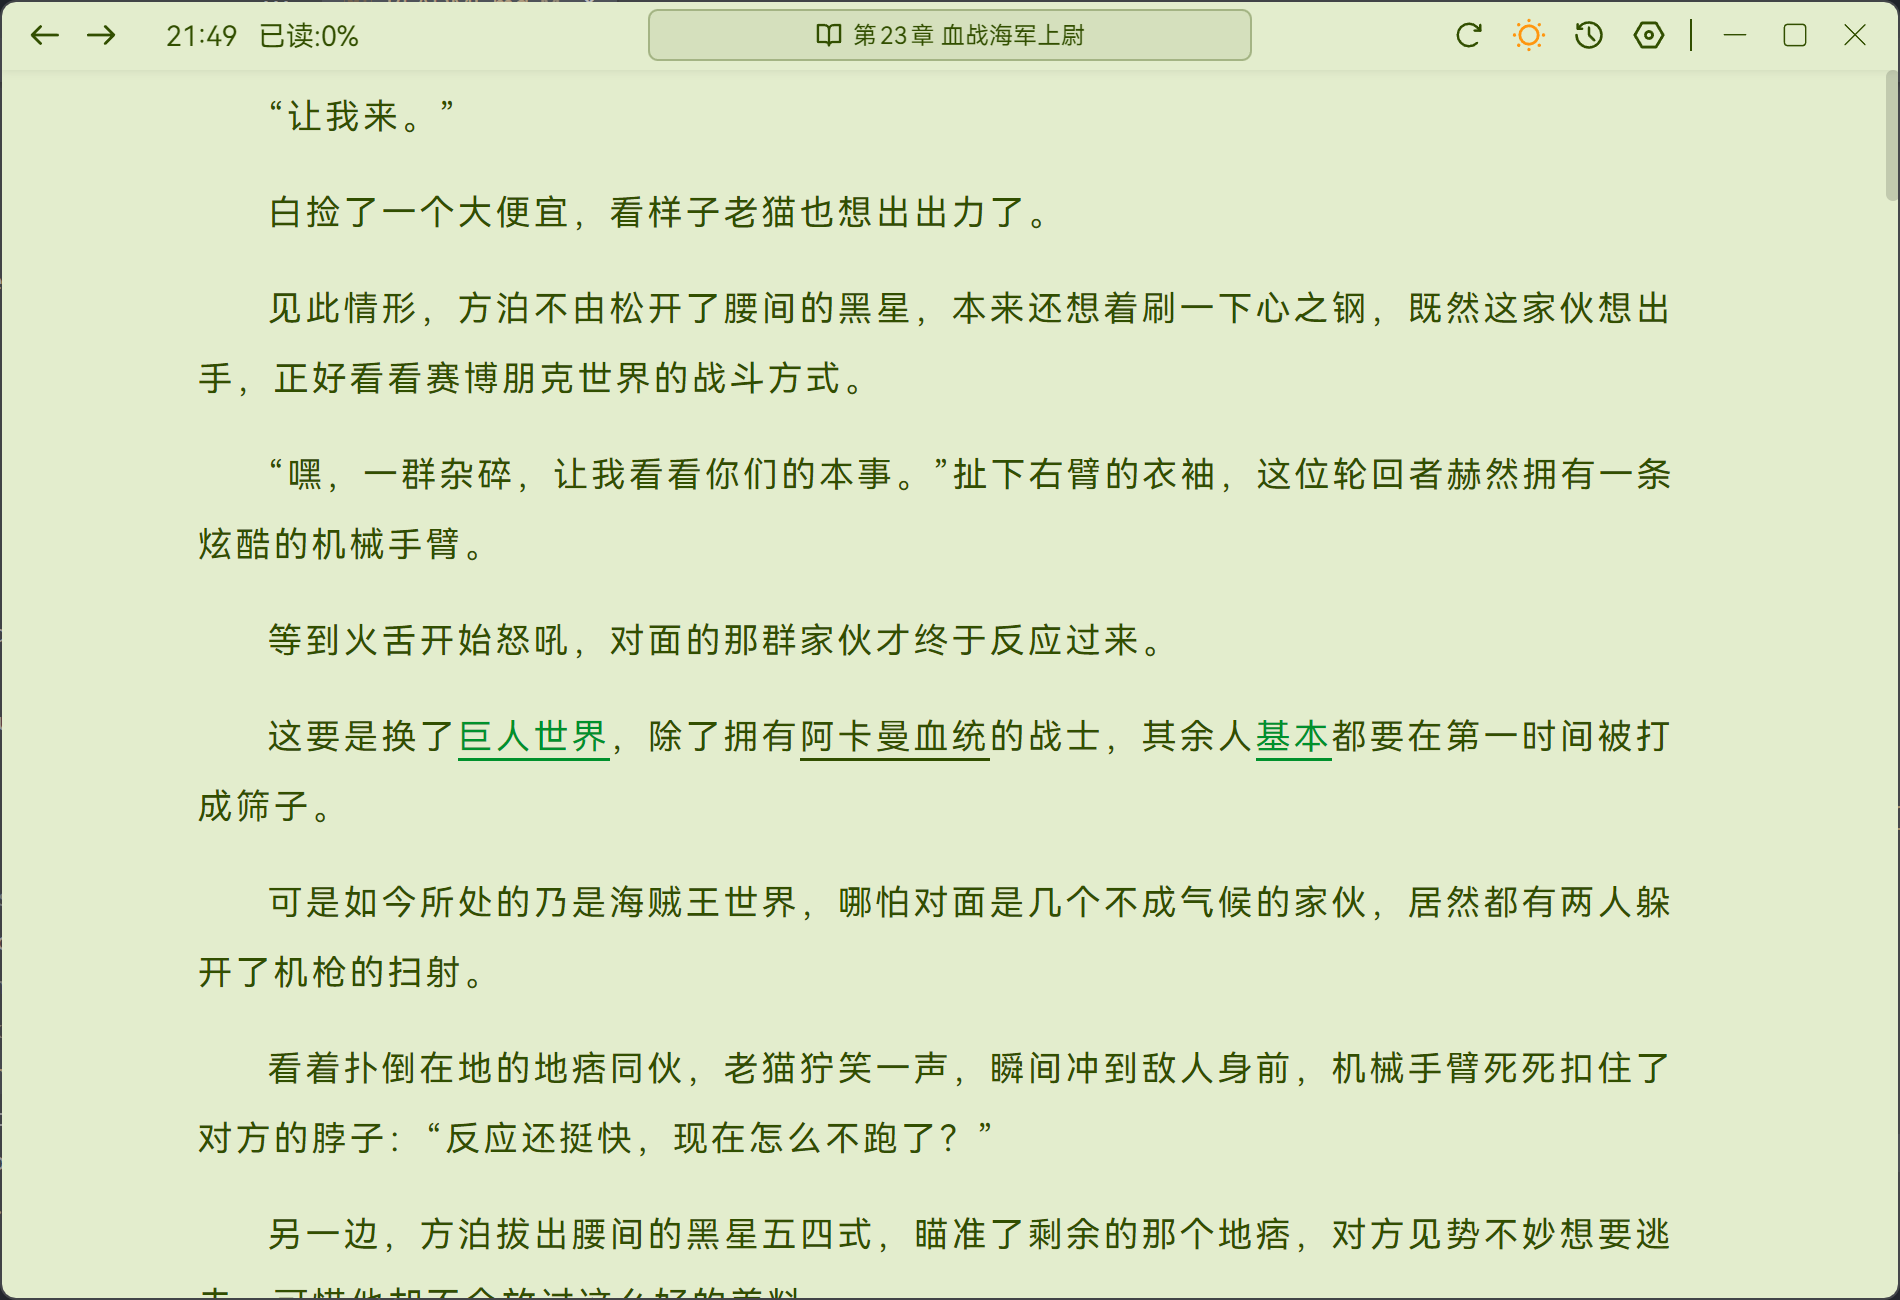 21:49 已读:0% 第23章 血战海军上尉
“让我来。”
白捡了一个大便宜，看样子老猫也想出出力了。
见此情形，方泊不由松开了腰间的黑星，本来还想着刷一下心之钢，既然这家伙想出
手，正好看看赛博朋克世界的战斗方式。
“嘿，一群杂碎，让我看看你们的本事。”扯下右臂的衣袖，这位轮回者赫然拥有一条
炫酷的机械手臂。
等到火舌开始怒吼，对面的那群家伙才终于反应过来。
这要是换了巨人世界，除了拥有阿卡曼血统的战士，其余人基本都要在第一时间被打
成筛子。
可是如今所处的乃是海贼王世界，哪怕对面是几个不成气候的家伙，居然都有两人躲
开了机枪的扫射。
看着扑倒在地的地痞同伙，老猫狞笑一声，瞬间冲到敌人身前，机械手臂死死扣住了
对方的脖子：“反应还挺快，现在怎么不跑了？”
另一边，方泊拔出腰间的黑星五四式，瞄准了剩余的那个地痞，对方见势不妙想要逃